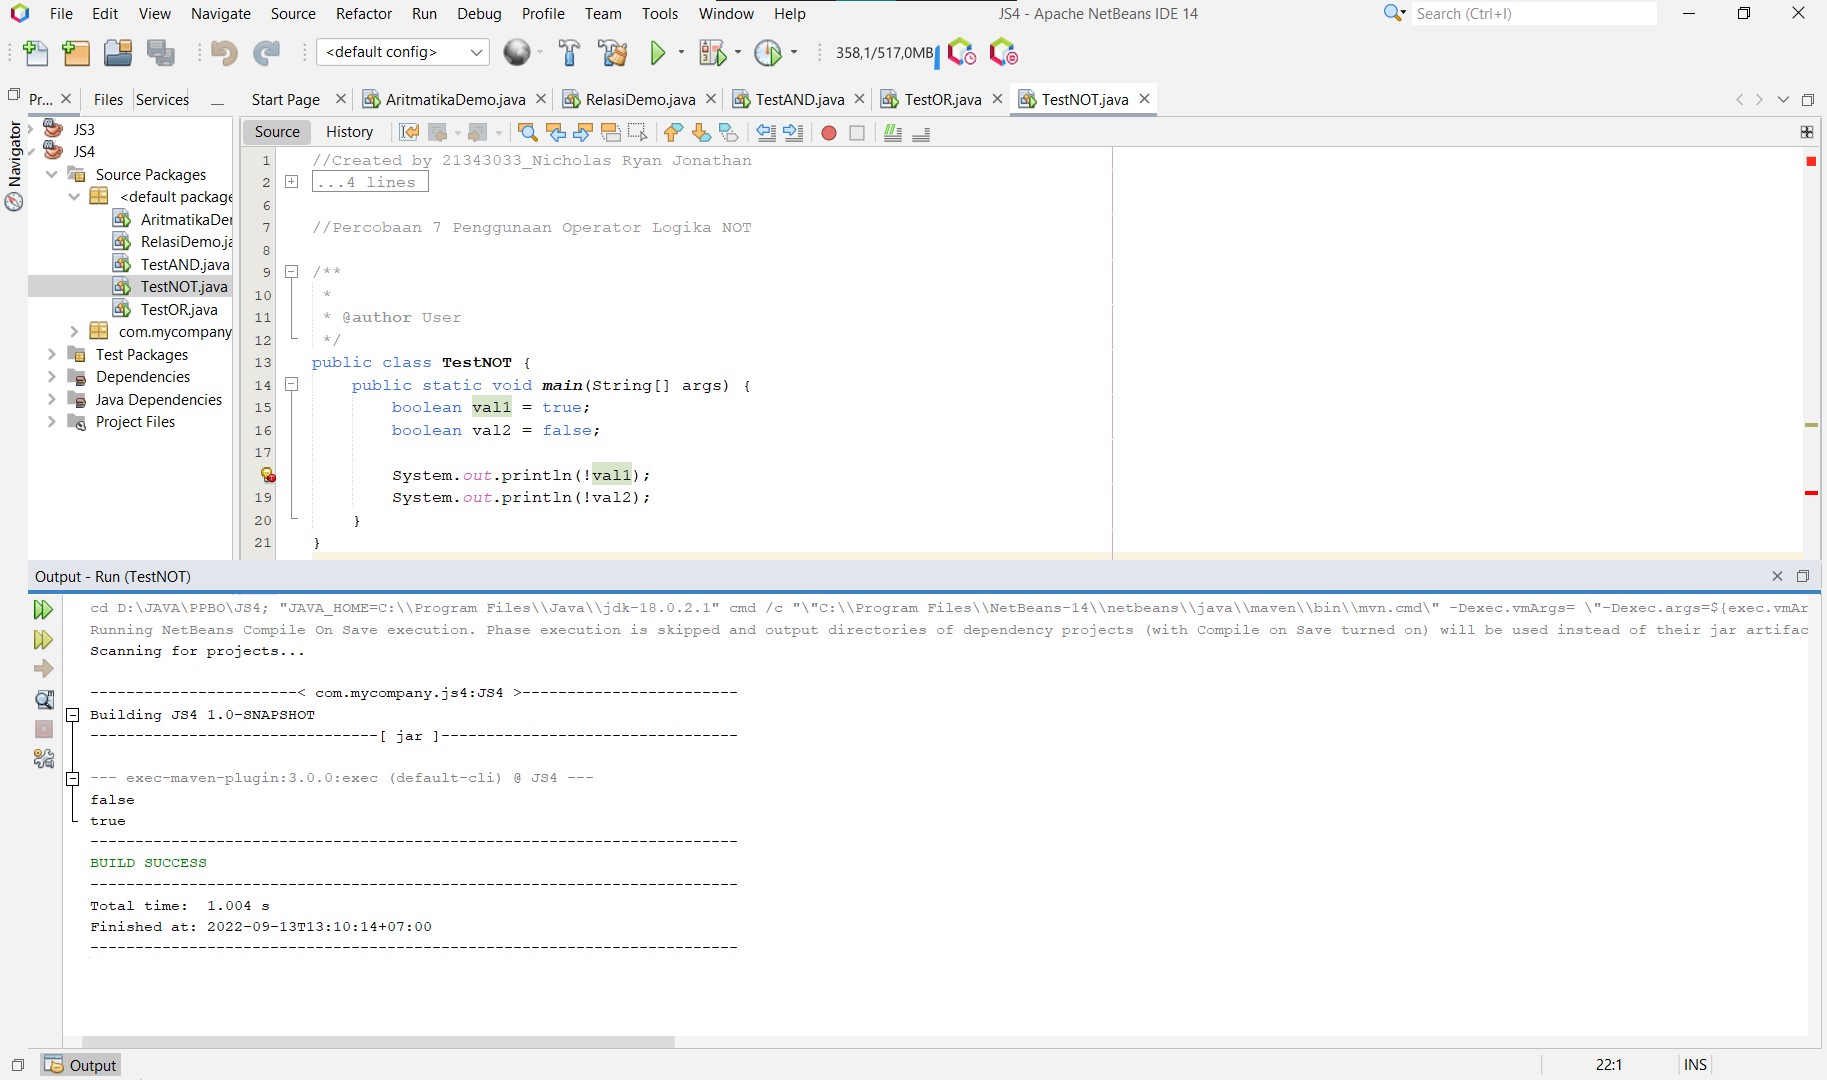 File Edit View Navigate Source Refactor Run Debug Profile Team Tools Window Help
JS4 - Apache NetBeans IDE 14
Search (Ctrl+I)
<default config>
358,1/517,0MB
Pr...
Files
Services
Start Page
AritmatikaDemo.java
RelasiDemo.java
TestAND.java
TestOR.java
TestNOT.java
Navigator
JS3
JS4
Source Packages
<default package
AritmatikaDer
RelasiDemo.ja
TestAND.java
TestNOT.java
TestOR.java
com.mycompany
Test Packages
Dependencies
Java Dependencies
Project Files
Source
History
1 //Created by 21343033_Nicholas Ryan Jonathan
2 ...4 lines
6
7 //Percobaan 7 Penggunaan Operator Logika NOT
8
9 /**
10 *
11 * @author User
12 */
13 public class TestNOT {
14 public static void main(String[] args) {
15 boolean val1 = true;
16 boolean val2 = false;
17
System.out.println(!val1);
19 System.out.println(!val2);
20 }
21 }
Output - Run (TestNOT)
cd D:\JAVA\PPBO\JS4; "JAVA_HOME=C:\\Program Files\\Java\\jdk-18.0.2.1" cmd /c "\"C:\\Program Files\\NetBeans-14\\netbeans\\java\\maven\\bin\\mvn.cmd\" -Dexec.vmArgs= \"-Dexec.args=${exec.vmAr
Running NetBeans Compile On Save execution. Phase execution is skipped and output directories of dependency projects (with Compile on Save turned on) will be used instead of their jar artifac
Scanning for projects...
-----------------------< com.mycompany.js4:JS4 >------------------------
Building JS4 1.0-SNAPSHOT
--------------------------------[ jar ]---------------------------------
--- exec-maven-plugin:3.0.0:exec (default-cli) @ JS4 ---
false
true
------------------------------------------------------------------------
BUILD SUCCESS
------------------------------------------------------------------------
Total time:  1.004 s
Finished at: 2022-09-13T13:10:14+07:00
------------------------------------------------------------------------
Output
22:1
INS